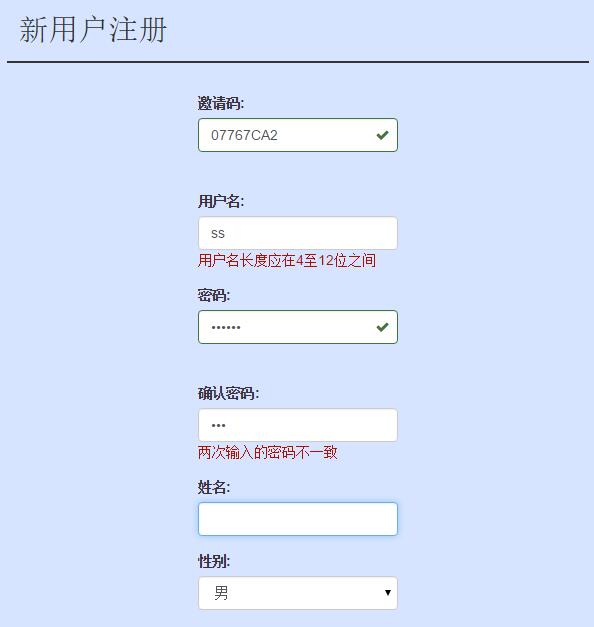 新用户注册
邀请码:
07767CA2
用户名:
ss
用户名长度应在4至12位之间
密码:
••••••
确认密码:
•••
两次输入的密码不一致
姓名:
性别:
男